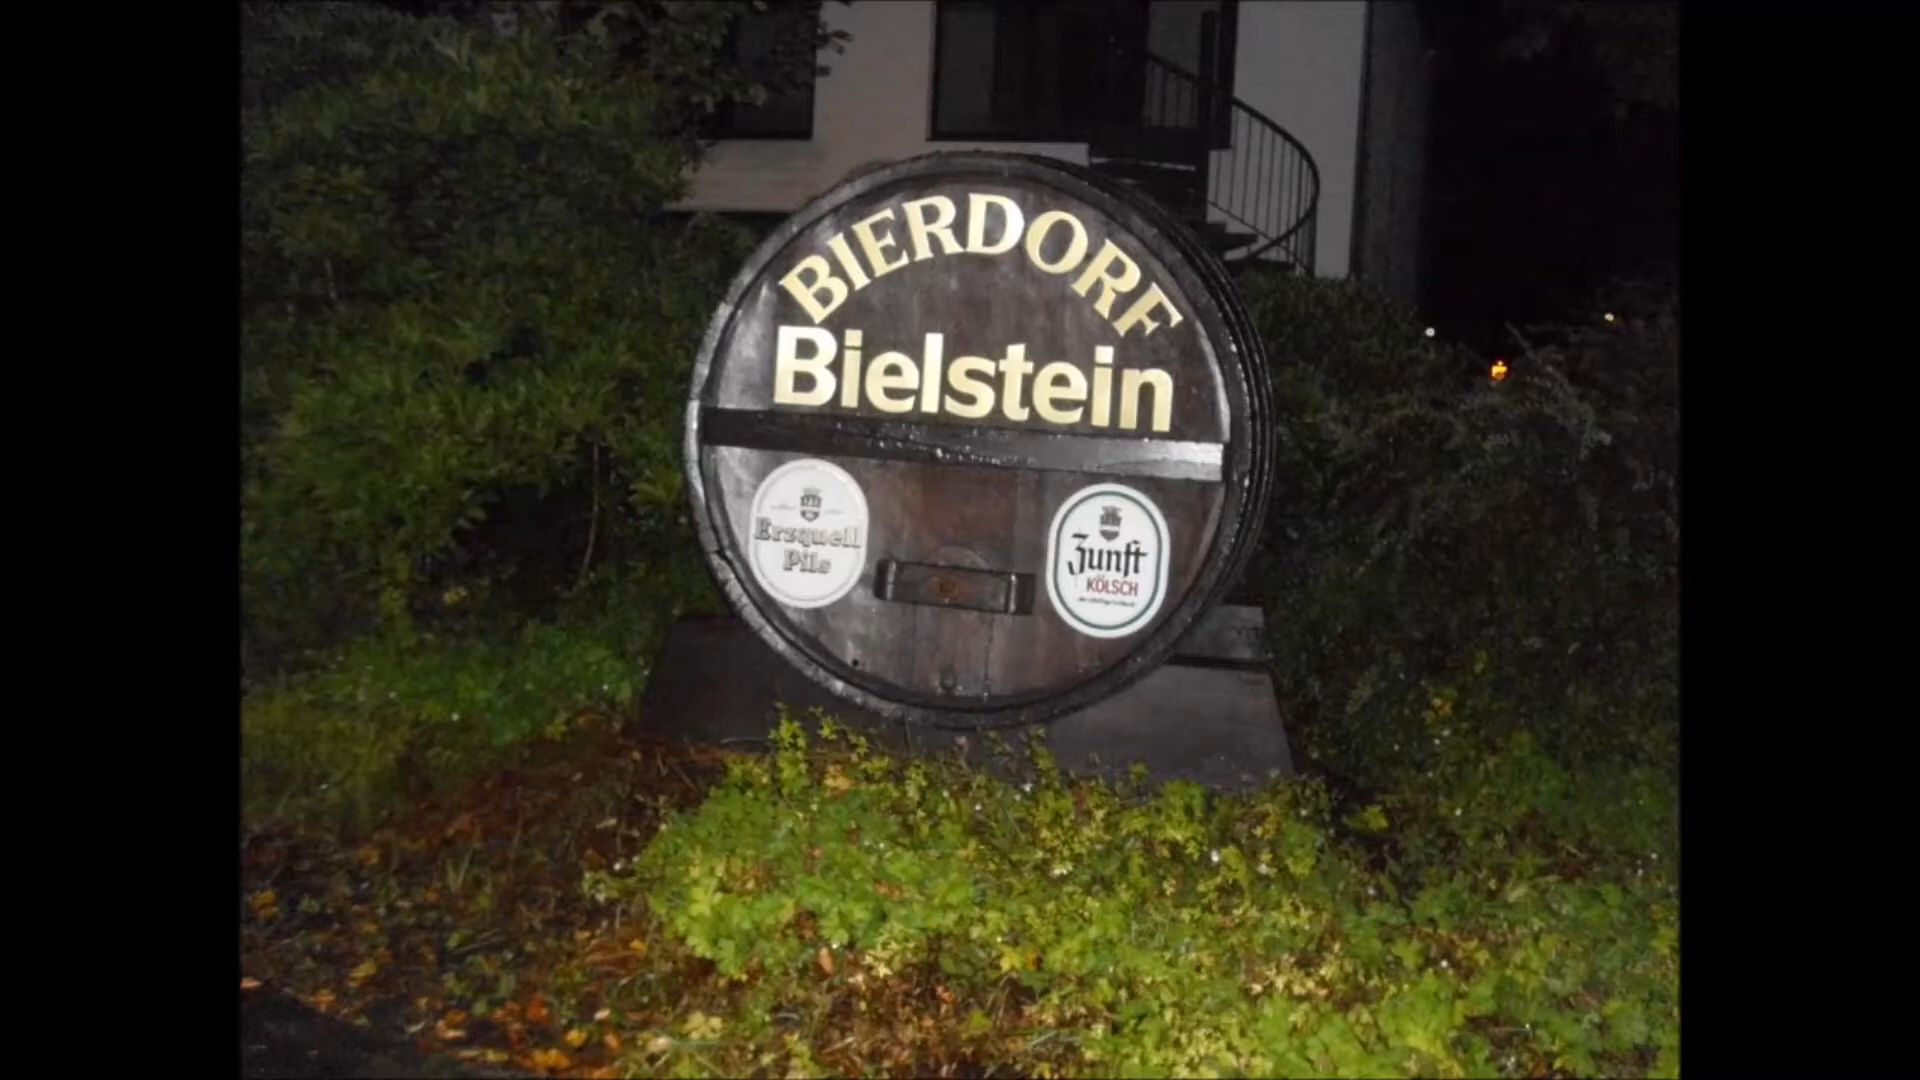 BIERDORF
Bielstein
Erzquell
Pils
Zunft
KÖLSCH